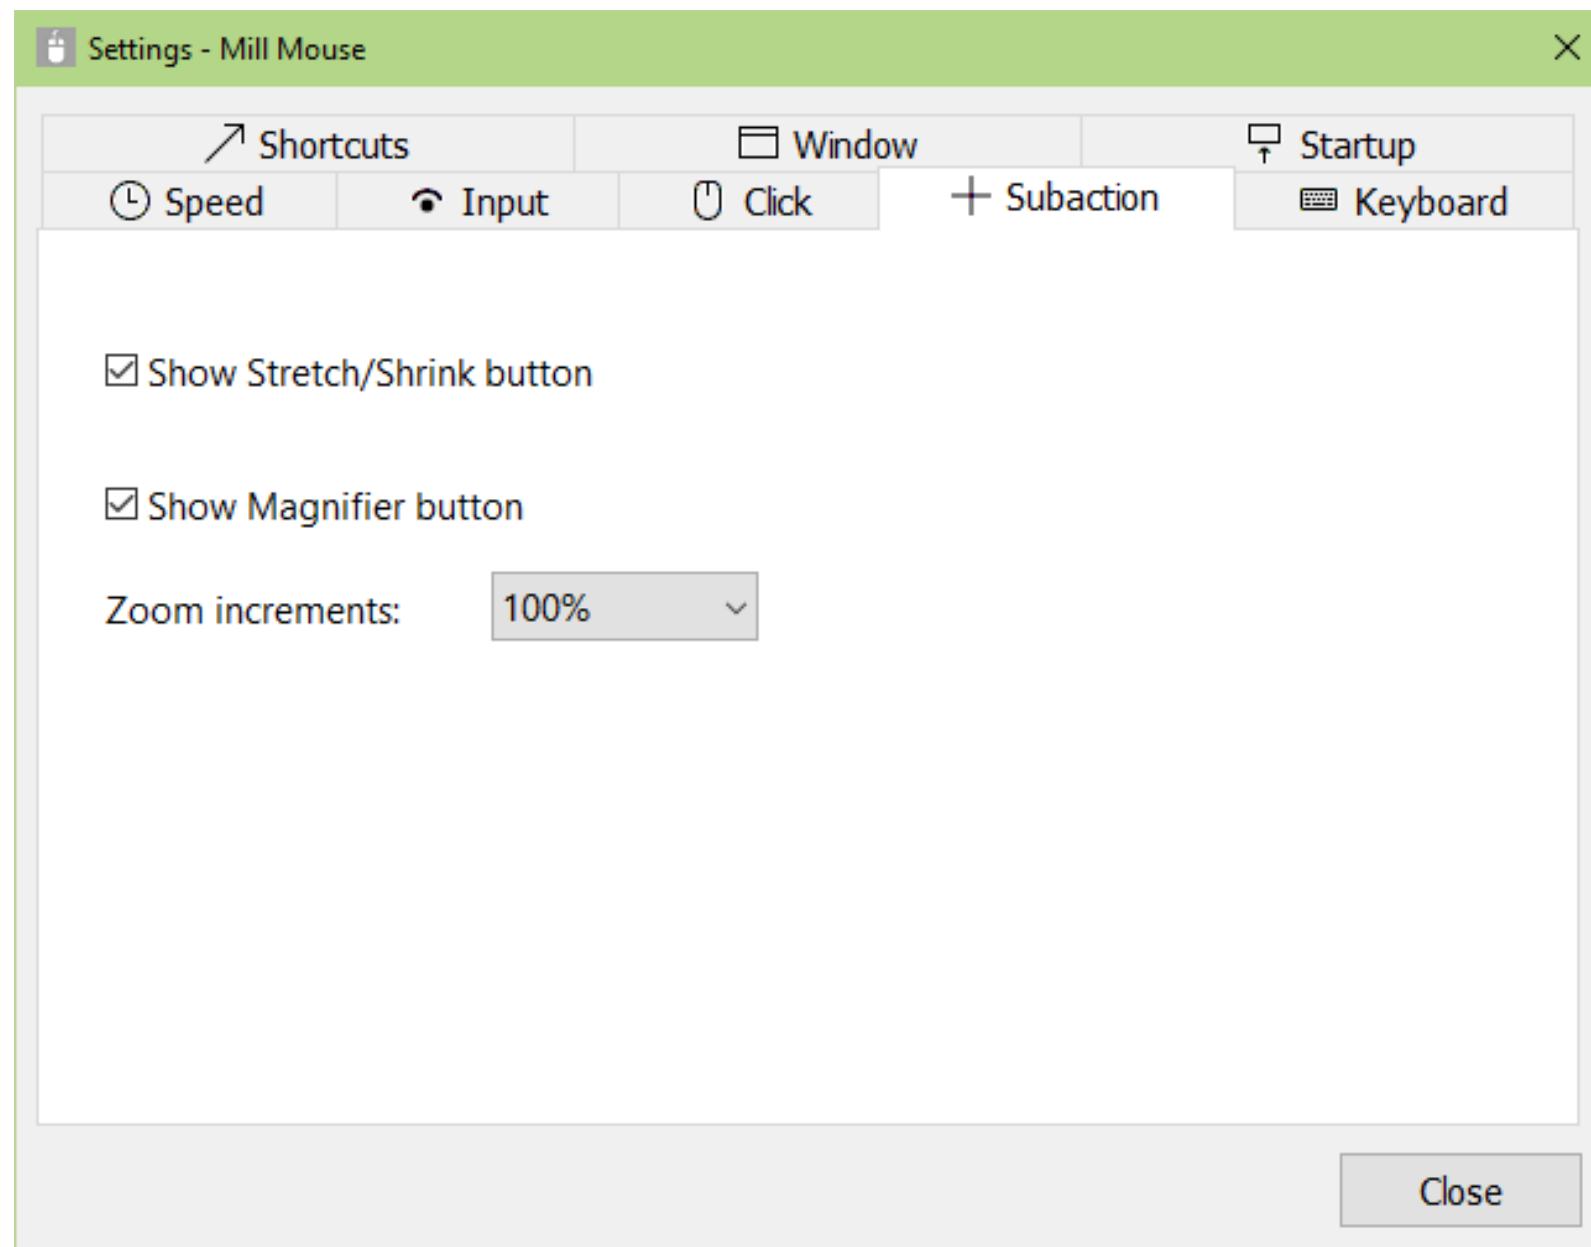 Settings - Mill Mouse
Shortcuts Window Startup
Speed Input Click Subaction Keyboard
Show Stretch/Shrink button
Show Magnifier button
Zoom increments: 100%
Close